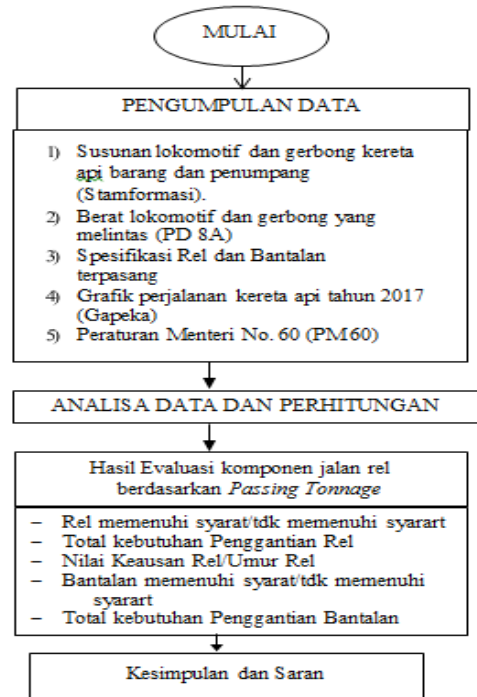 MULAI
PENGUMPULAN DATA
1) Susunan lokomotif dan gerbong kereta
api barang dan penumpang
(Stamformasi).
2) Berat lokomotif dan gerbong yang
melintas (PD 8A)
3) Spesifikasi Rel dan Bantalan
terpasang
4) Grafik perjalanan kereta api tahun 2017
(Gapeka)
5) Peraturan Menteri No. 60 (PM60)
ANALISA DATA DAN PERHITUNGAN
Hasil Evaluasi komponen jalan rel
berdasarkan Passing Tonnage
– Rel memenuhi syarat/tdk memenuhi syarart
– Total kebutuhan Penggantian Rel
– Nilai Keausan Rel/Umur Rel
– Bantalan memenuhi syarat/tdk memenuhi
syarart
– Total kebutuhan Penggantian Bantalan
Kesimpulan dan Saran